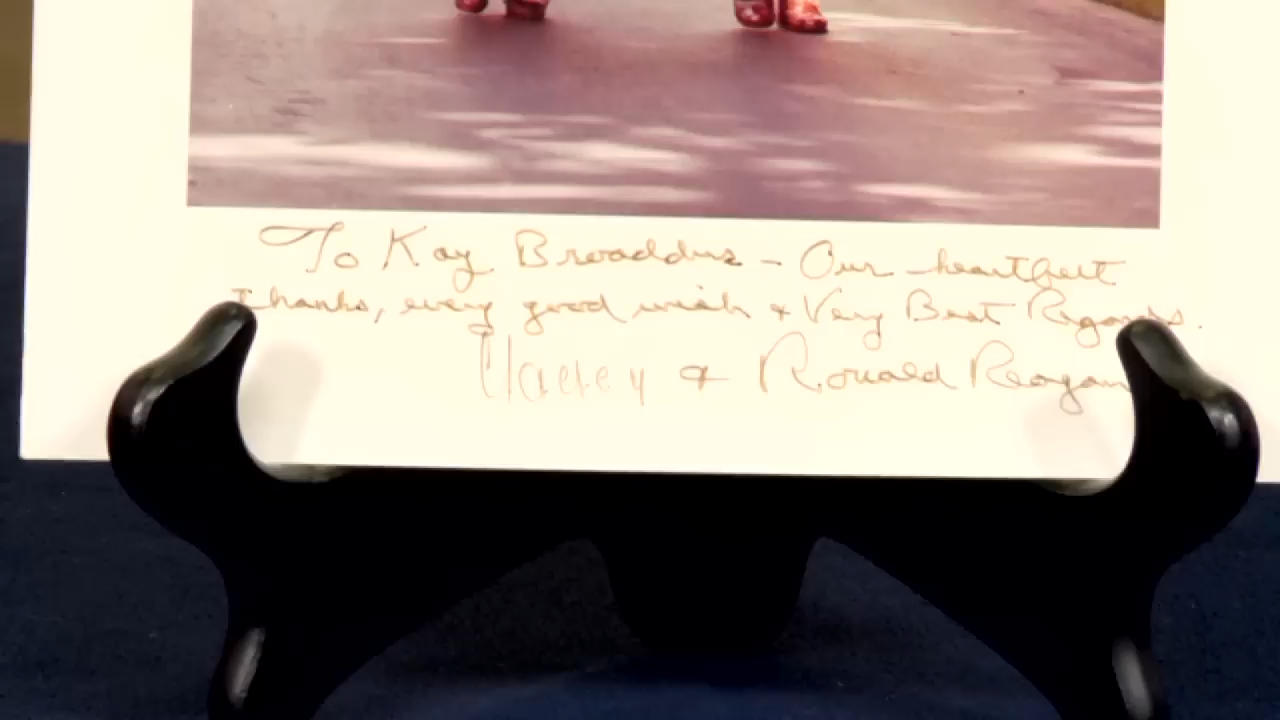 To Kay Broaddus - Our heartfelt
thanks, every good wish & Very Best Regards.
Nancy & Ronald Reagan